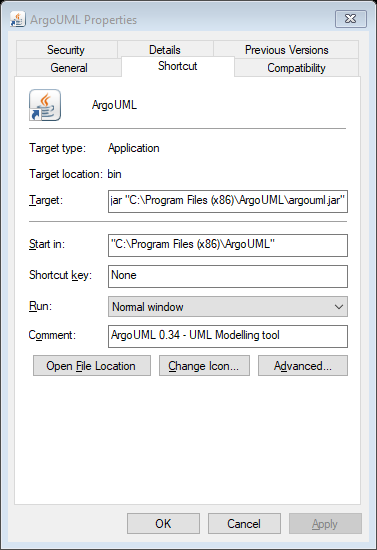 ArgoUML Properties
Security Details Previous Versions
General Shortcut Compatibility
ArgoUML
Target type: Application
Target location: bin
Target: jar "C:\Program Files (x86)\ArgoUML\argouml.jar"
Start in: "C:\Program Files (x86)\ArgoUML"
Shortcut key: None
Run: Normal window
Comment: ArgoUML 0.34 - UML Modelling tool
Open File Location Change Icon... Advanced...
OK Cancel Apply